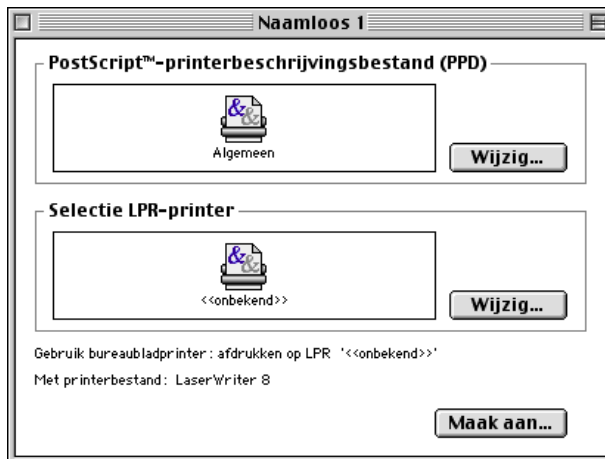 Naamloos 1
PostScript™-printerbeschrijvingsbestand (PPD)
Algemeen
Wijzig...
Selectie LPR-printer
<<onbekend>>
Wijzig...
Gebruik bureaubladprinter: afdrukken op LPR '<<onbekend>>'
Met printerbestand: LaserWriter 8
Maak aan...